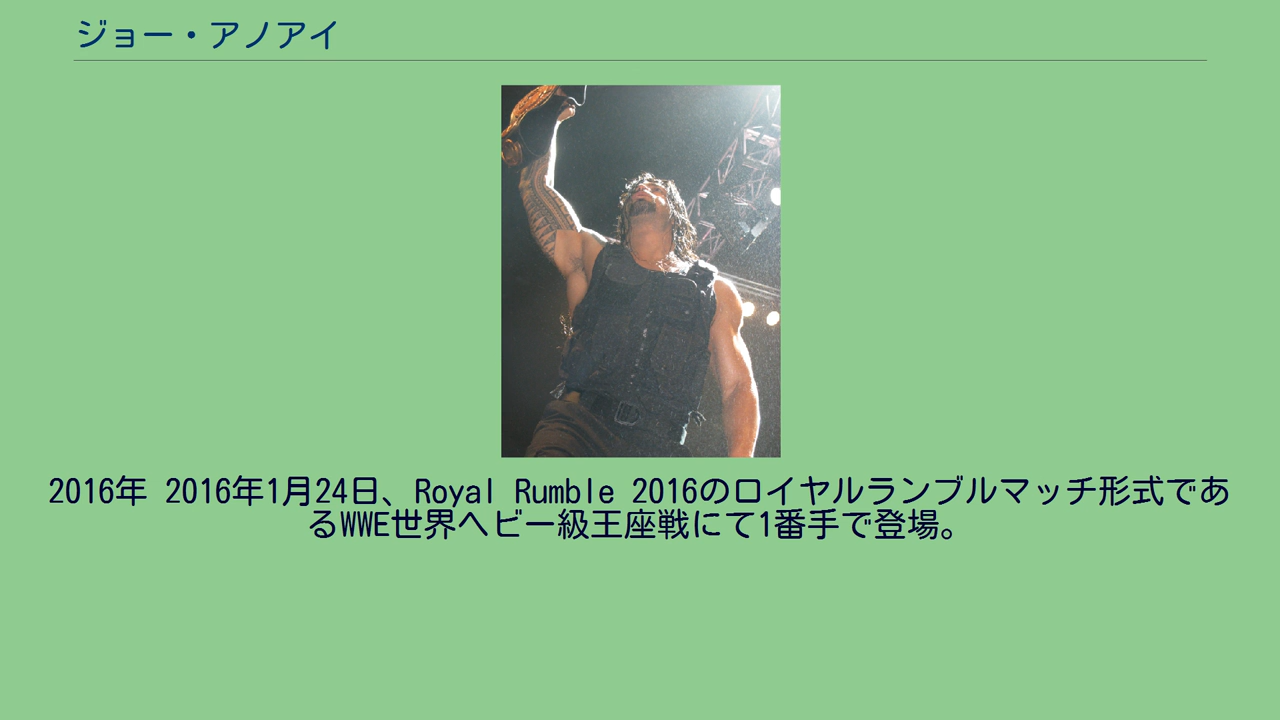 ジョー・アノアイ
2016年 2016年1月24日、Royal Rumble 2016のロイヤルランブルマッチ形式であ
るWWE世界ヘビー級王座戦にて1番手で登場。